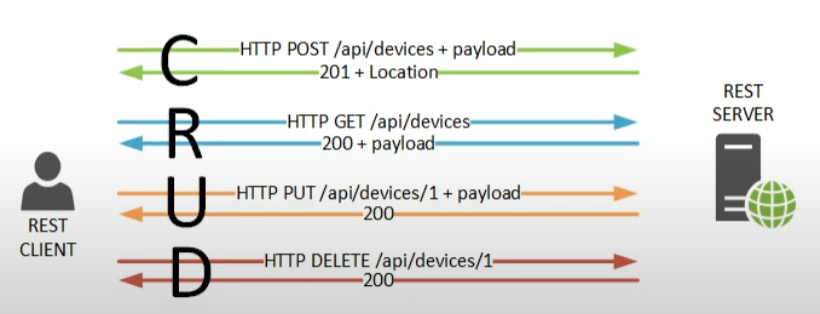 C
HTTP POST /api/devices + payload
201 + Location
R
HTTP GET /api/devices
200 + payload
U
HTTP PUT /api/devices/1 + payload
200
D
HTTP DELETE /api/devices/1
200
REST
CLIENT
REST
SERVER